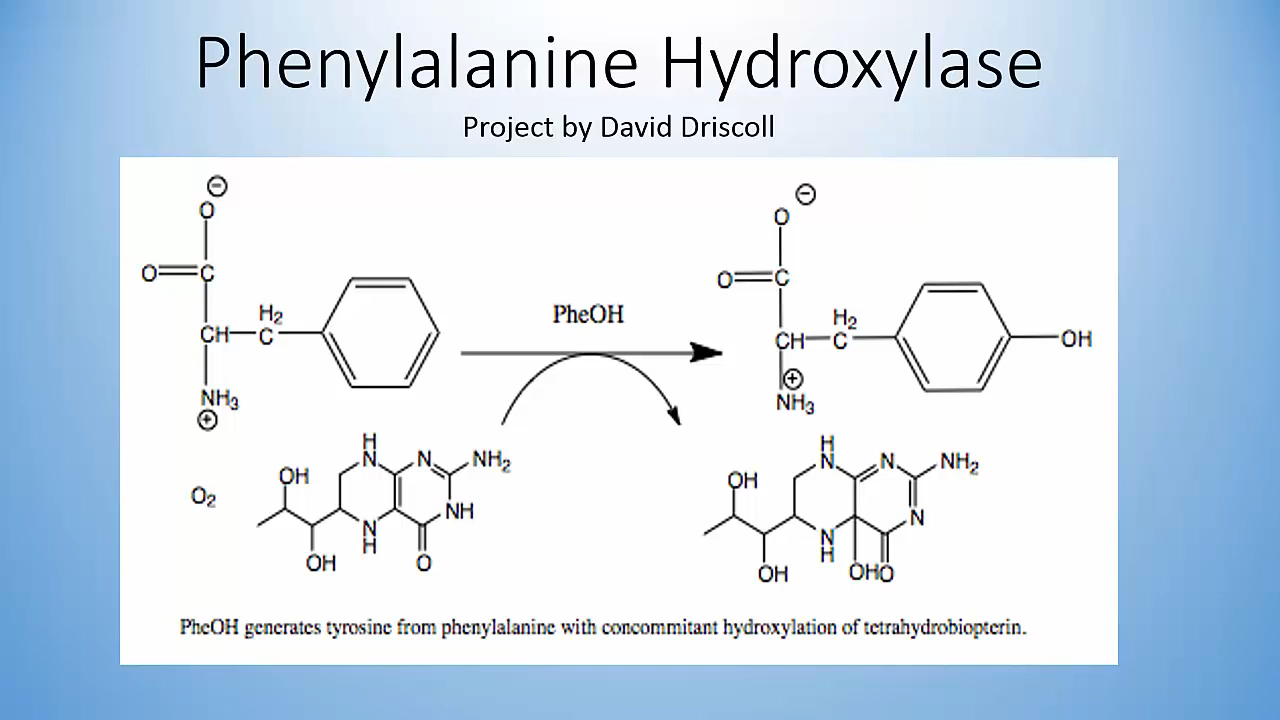 Phenylalanine Hydroxylase
Project by David Driscoll
⊖
O
O
C
CH
H₂
C
NH₃
⊕
PheOH
⊖
O
O
C
CH
H₂
C
OH
⊕
NH₃
O₂
OH
OH
H
N
N
NH₂
NH
N
H
O
OH
OH
H
N
N
NH₂
N
N
H
OH
O
PheOH generates tyrosine from phenylalanine with concommitant hydroxylation of tetrahydrobiopterin.